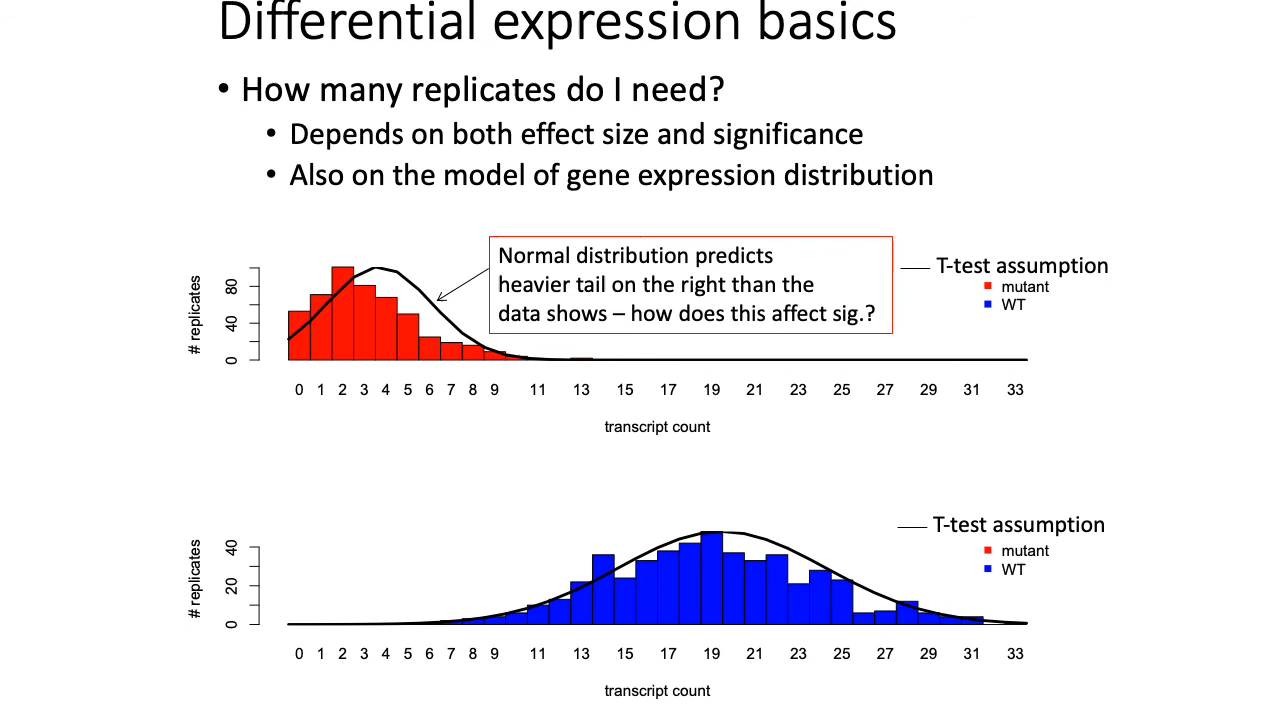 Differential expression basics
• How many replicates do I need?
• Depends on both effect size and significance
• Also on the model of gene expression distribution
Normal distribution predicts
heavier tail on the right than the
data shows – how does this affect sig.?
T-test assumption
mutant
WT
# replicates
80
40
0
0 1 2 3 4 5 6 7 8 9 11 13 15 17 19 21 23 25 27 29 31 33
transcript count
T-test assumption
mutant
WT
# replicates
40
20
0
0 1 2 3 4 5 6 7 8 9 11 13 15 17 19 21 23 25 27 29 31 33
transcript count